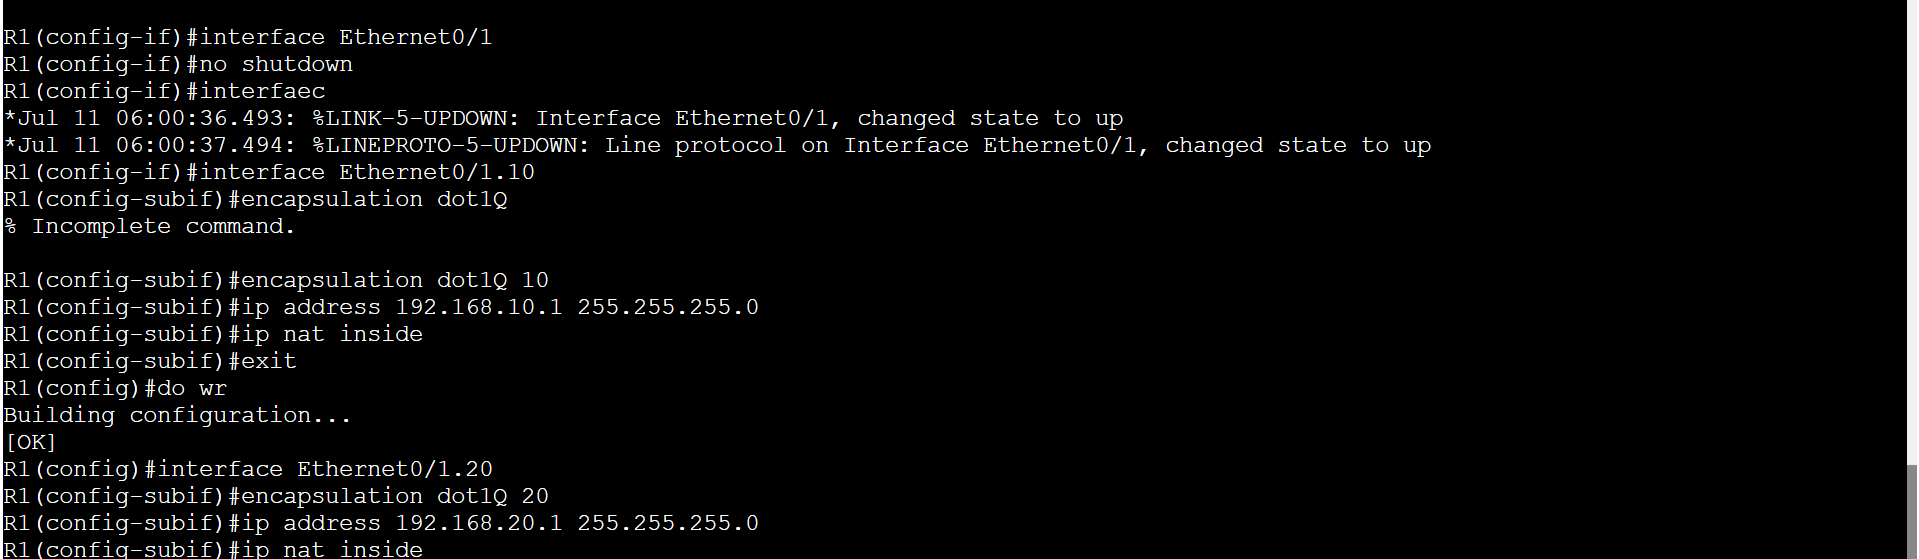 R1(config-if)#interface Ethernet0/1
R1(config-if)#no shutdown
R1(config-if)#interfaec
*Jul 11 06:00:36.493: %LINK-5-UPDOWN: Interface Ethernet0/1, changed state to up
*Jul 11 06:00:37.494: %LINEPROTO-5-UPDOWN: Line protocol on Interface Ethernet0/1, changed state to up
R1(config-if)#interface Ethernet0/1.10
R1(config-subif)#encapsulation dot1Q
% Incomplete command.
R1(config-subif)#encapsulation dot1Q 10
R1(config-subif)#ip address 192.168.10.1 255.255.255.0
R1(config-subif)#ip nat inside
R1(config-subif)#exit
R1(config)#do wr
Building configuration...
[OK]
R1(config)#interface Ethernet0/1.20
R1(config-subif)#encapsulation dot1Q 20
R1(config-subif)#ip address 192.168.20.1 255.255.255.0
R1(config-subif)#ip nat inside